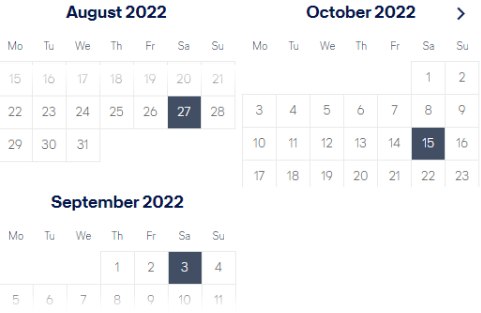 August 2022
Mo Tu We Th Fr Sa Su
15 16 17 18 19 20 21
22 23 24 25 26 27 28
29 30 31
September 2022
Mo Tu We Th Fr Sa Su
1 2 3 4
5 6 7 8 9 10 11
October 2022
Mo Tu We Th Fr Sa Su
1 2
3 4 5 6 7 8 9
10 11 12 13 14 15 16
17 18 19 20 21 22 23